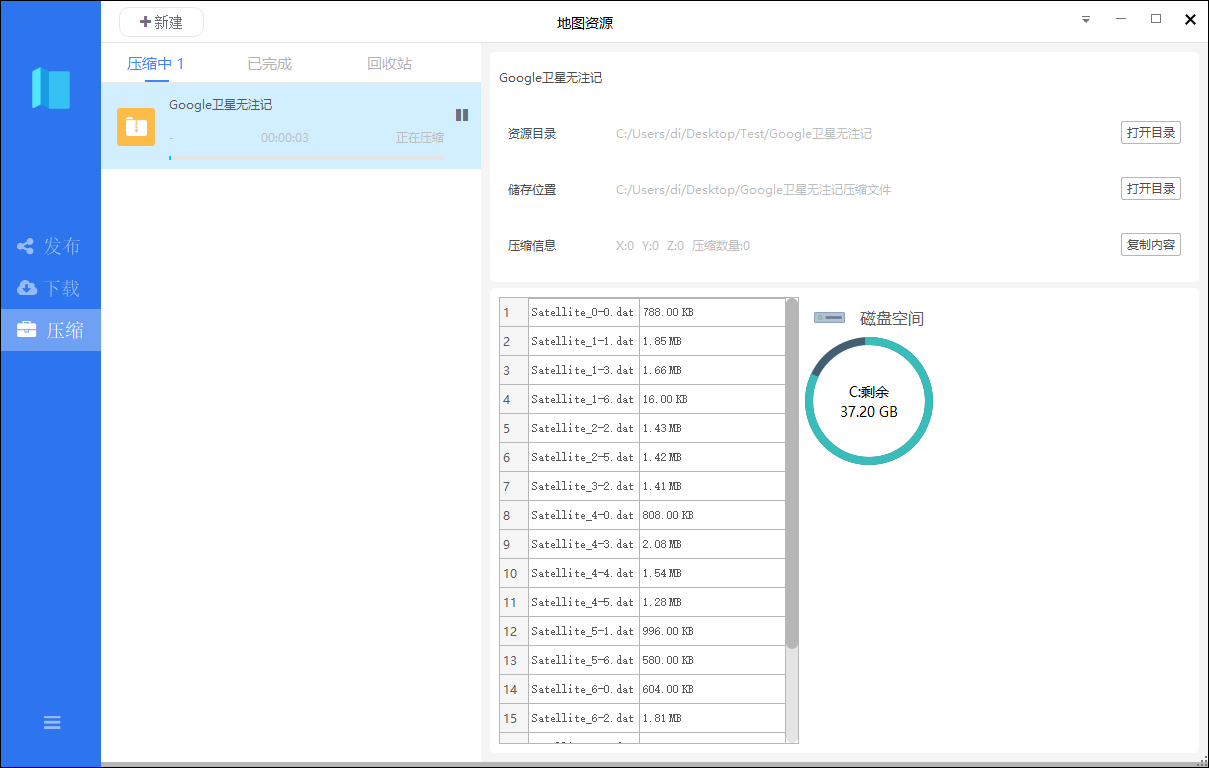 新建
地图资源
压缩中 1
已完成
回收站
Google卫星无注记
-
00:00:03
正在压缩
发布
下载
压缩
Google卫星无注记
资源目录
C:/Users/di/Desktop/Test/Google卫星无注记
打开目录
储存位置
C:/Users/di/Desktop/Google卫星无注记压缩文件
打开目录
压缩信息
X:0 Y:0 Z:0 压缩数量:0
复制内容
1 Satellite_0-0.dat 788.00 KB
2 Satellite_1-1.dat 1.85 MB
3 Satellite_1-3.dat 1.66 MB
4 Satellite_1-6.dat 16.00 KB
5 Satellite_2-2.dat 1.43 MB
6 Satellite_2-5.dat 1.42 MB
7 Satellite_3-2.dat 1.41 MB
8 Satellite_4-0.dat 808.00 KB
9 Satellite_4-3.dat 2.08 MB
10 Satellite_4-4.dat 1.54 MB
11 Satellite_4-5.dat 1.28 MB
12 Satellite_5-1.dat 996.00 KB
13 Satellite_5-6.dat 580.00 KB
14 Satellite_6-0.dat 604.00 KB
15 Satellite_6-2.dat 1.81 MB
磁盘空间
C:剩余
37.20 GB